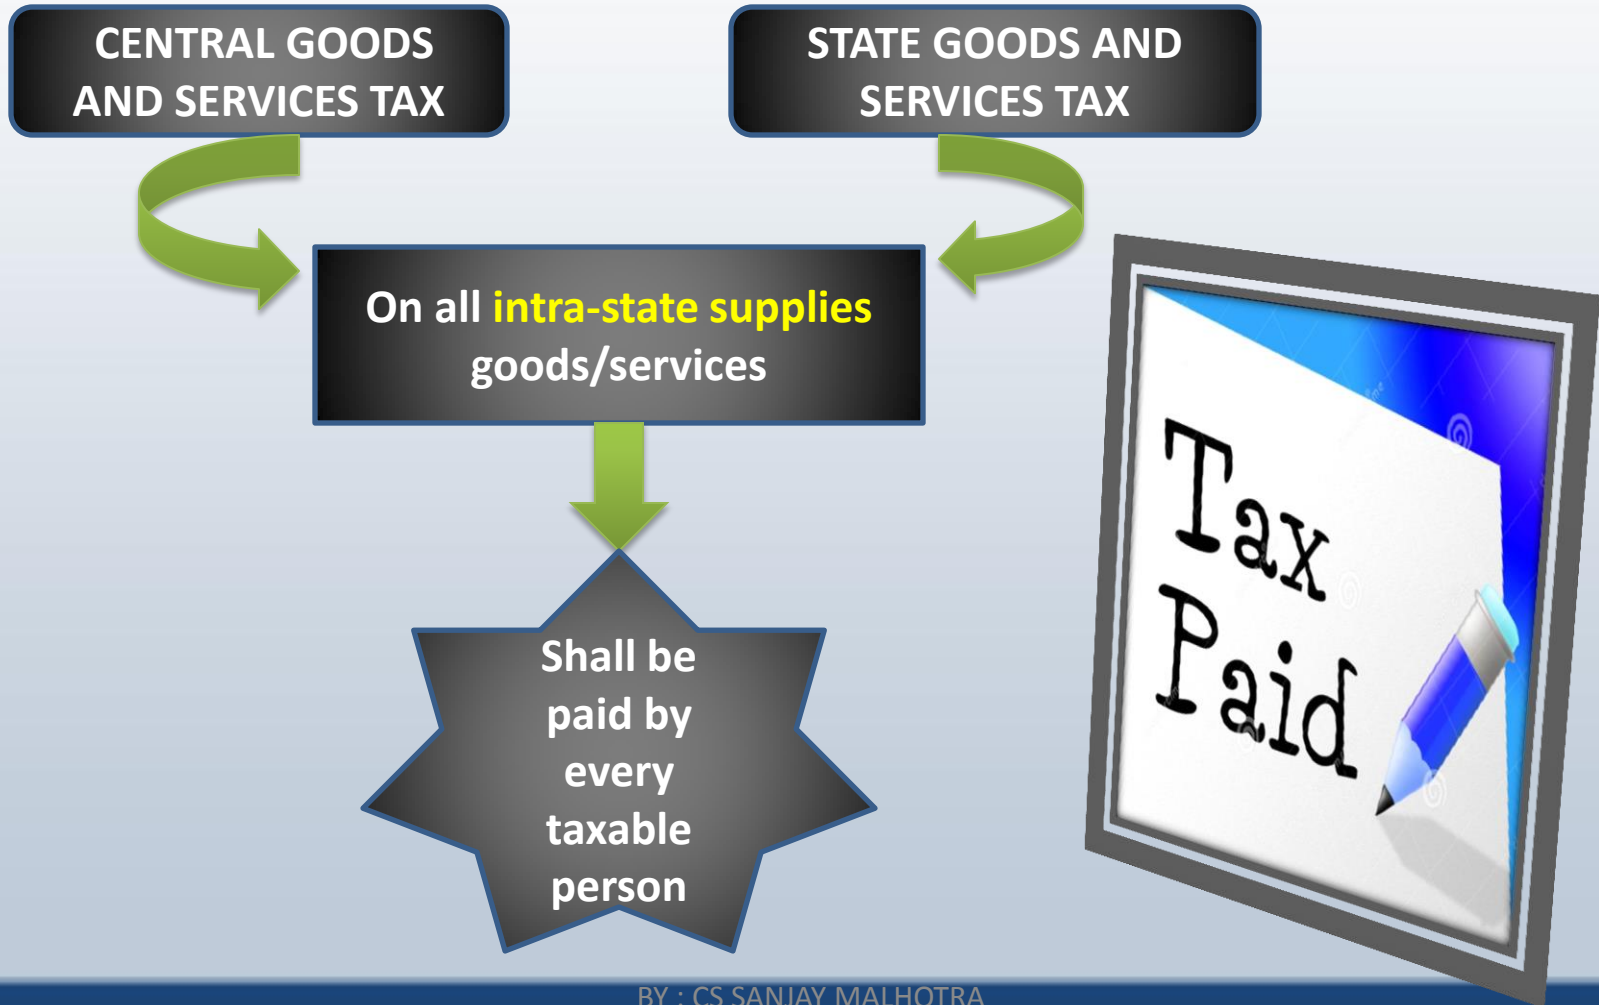 CENTRAL GOODS
AND SERVICES TAX
STATE GOODS AND
SERVICES TAX
On all intra-state supplies
goods/services
Shall be
paid by
every
taxable
person
Tax
Paid
BY : CS SANJAY MALHOTRA